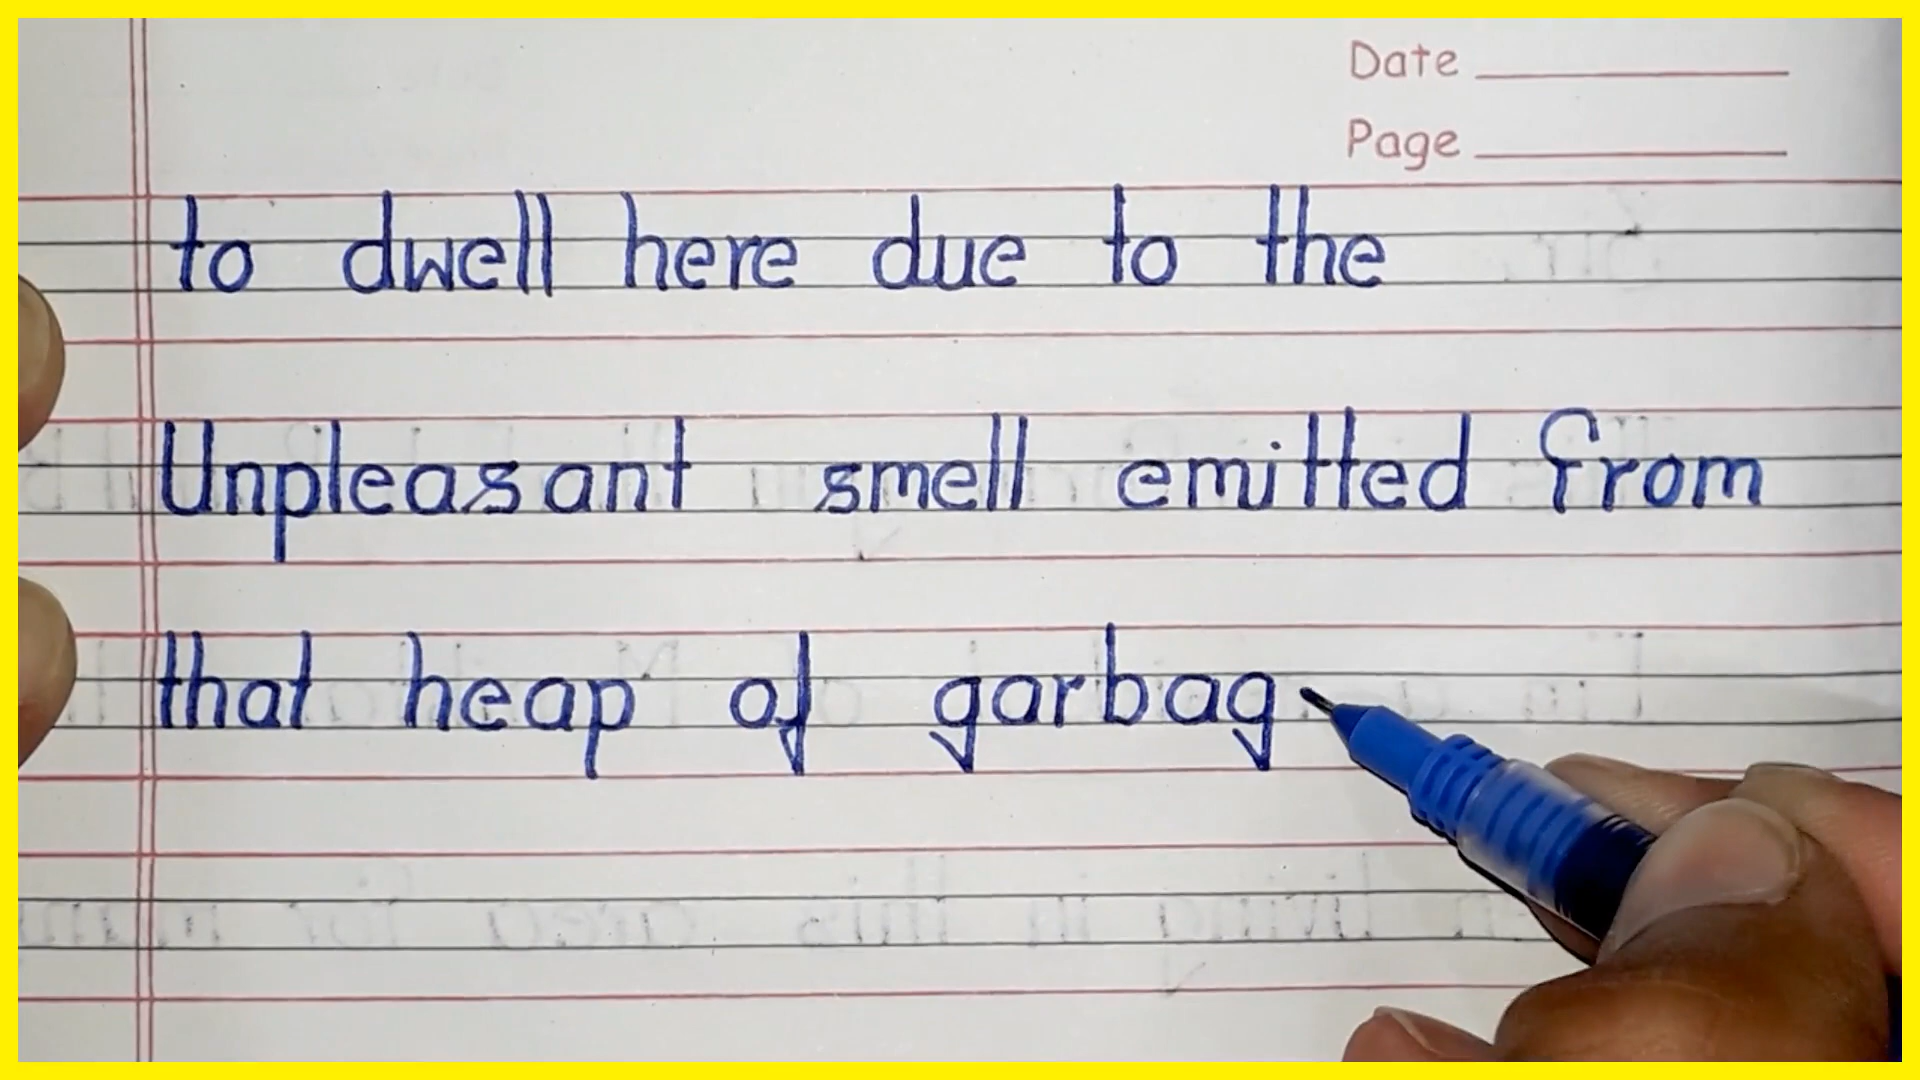 Date
Page
to dwell here due to the
Unpleasant smell emitted from
that heap of garbag